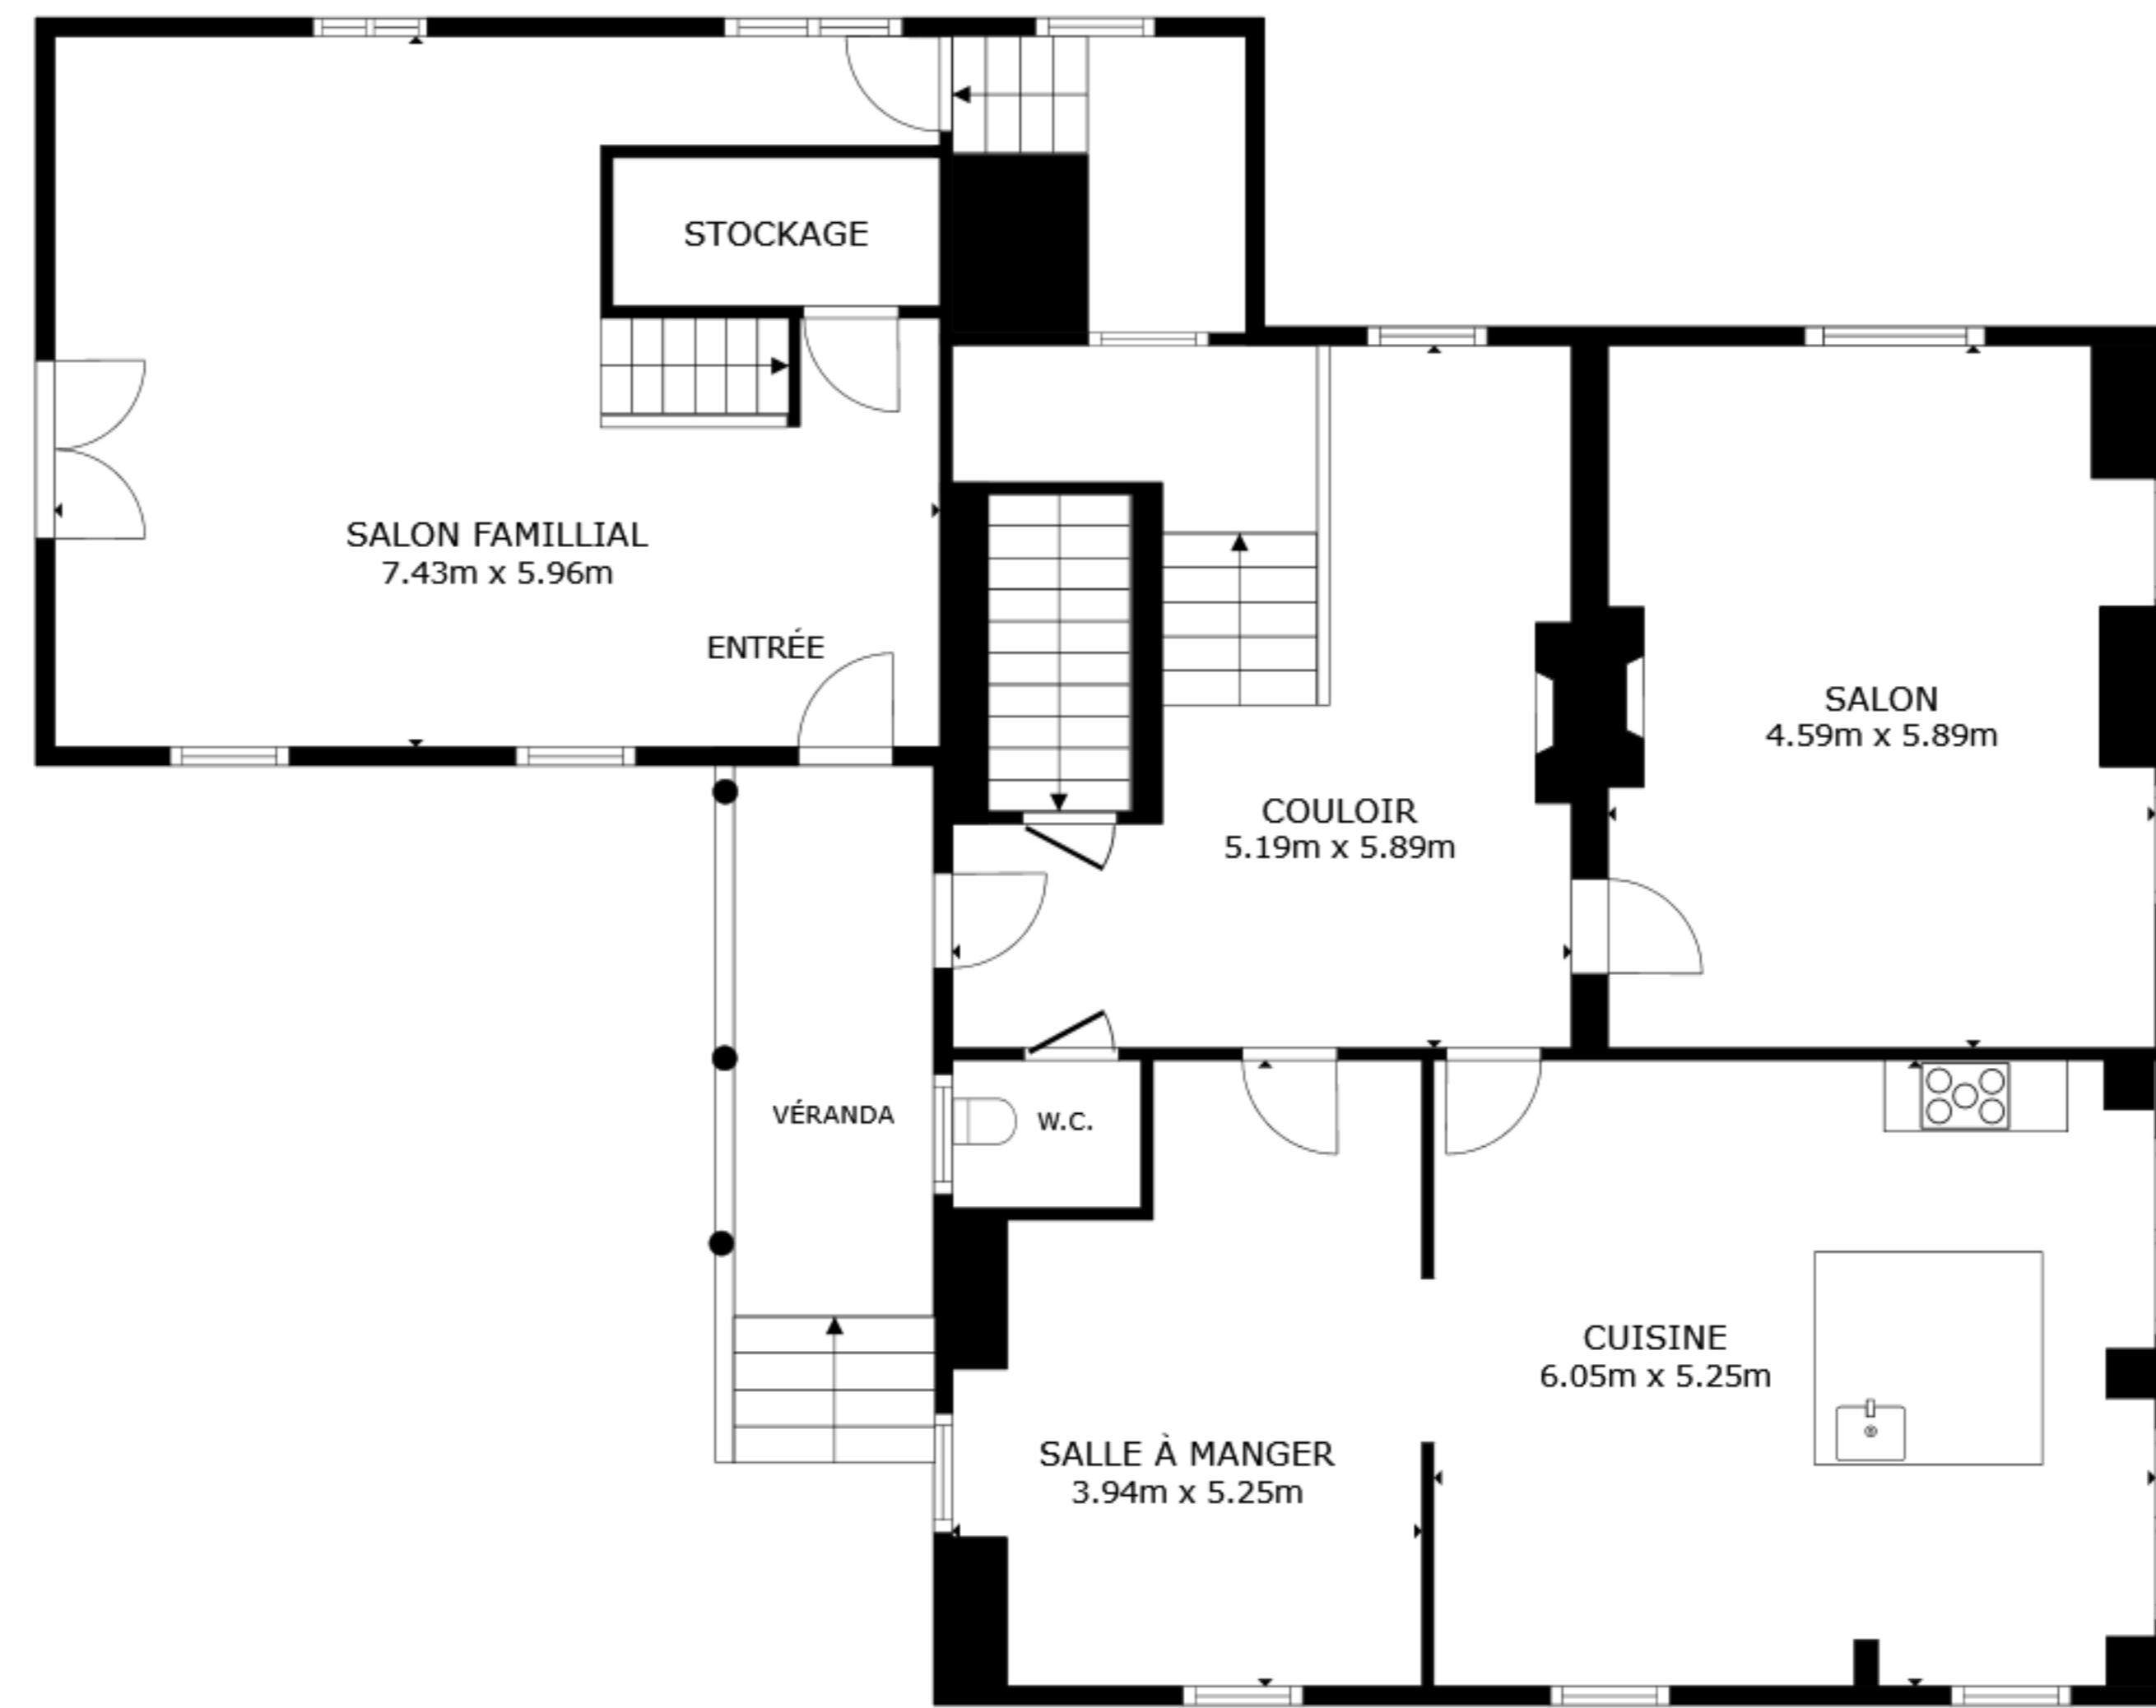 STOCKAGE
SALON FAMILLIAL
7.43m x 5.96m
ENTRÉE
SALON
4.59m x 5.89m
COULOIR
5.19m x 5.89m
VÉRANDA
W.C.
CUISINE
6.05m x 5.25m
SALLE À MANGER
3.94m x 5.25m